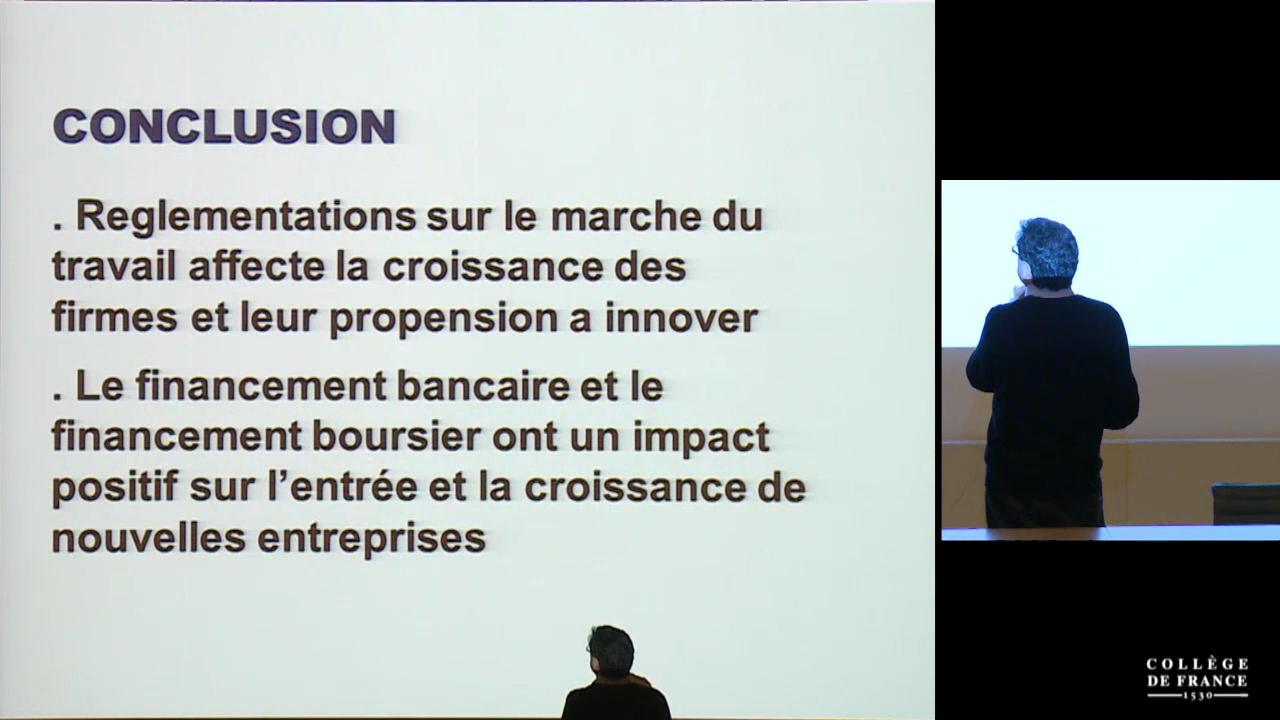 CONCLUSION
. Reglementations sur le marche du
travail affecte la croissance des
firmes et leur propension a innover
. Le financement bancaire et le
financement boursier ont un impact
positif sur l’entrée et la croissance de
nouvelles entreprises
COLLÈGE
DE FRANCE
1530